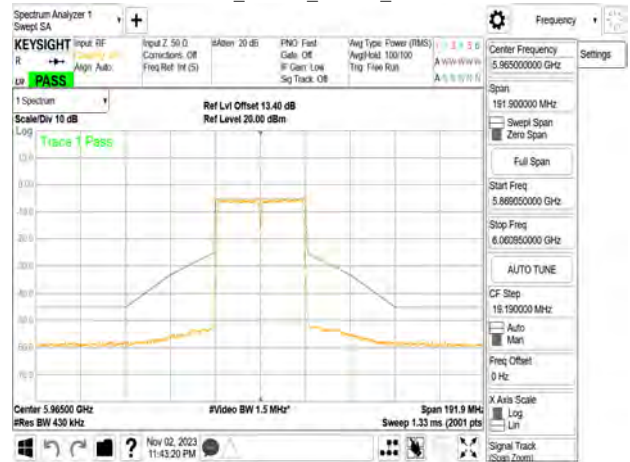 Spectrum Analyzer 1
Swept SA
Frequency
KEYSIGHT
R
PASS
Input: RF
Align: Auto
Input Z: 50 Ω
Corrections: Off
Freq Ref: Int (S)
#Atten: 20 dB
PNO: Fast
Gate: Off
IF Gain: Low
Sig Track: Off
Avg Type: Power (RMS)
Avg|Hold: 100/100
Trig: Free Run
Center Frequency
5.965000000 GHz
Settings
Span
191.900000 MHz
Swept Span
Zero Span
Full Span
Start Freq
5.869050000 GHz
Stop Freq
6.060950000 GHz
AUTO TUNE
CF Step
19.190000 MHz
Auto
Man
Freq Offset
0 Hz
X Axis Scale
Log
Lin
Signal Track
(Span Zoom)
1 Spectrum
Scale/Div 10 dB
Ref Lvl Offset 13.40 dB
Ref Level 20.00 dBm
Log
Trace 1 Pass
Center 5.96500 GHz
#Res BW 430 kHz
#Video BW 1.5 MHz*
Span 191.9 MHz
Sweep 1.33 ms (2001 pts
Nov 02, 2023
11:43:20 PM